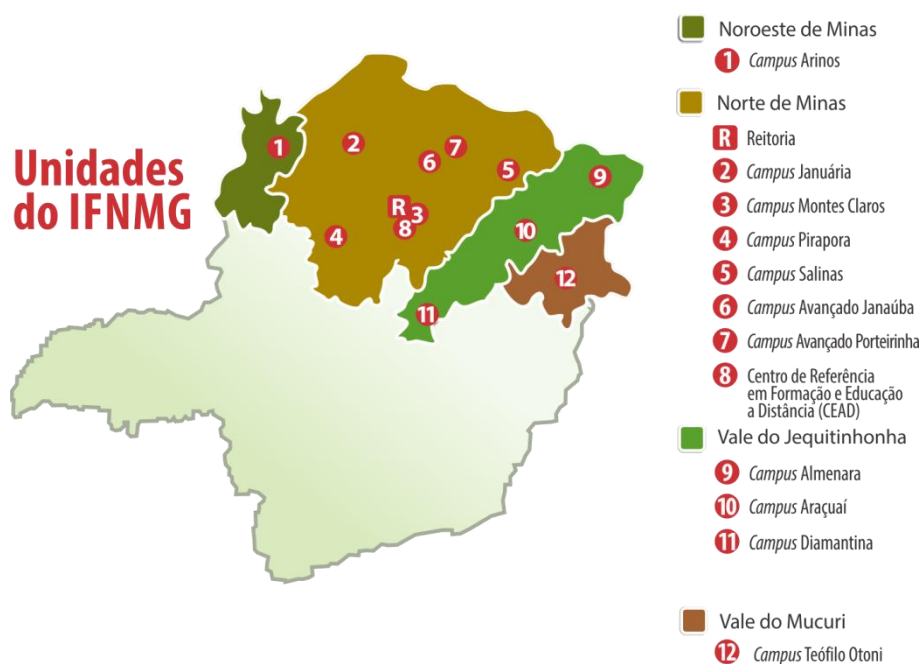 Unidades
do IFNMG
1
2
7
6
5
9
R
3
8
4
10
12
11
Noroeste de Minas
1 Campus Arinos
Norte de Minas
R Reitoria
2 Campus Januária
3 Campus Montes Claros
4 Campus Pirapora
5 Campus Salinas
6 Campus Avançado Janaúba
7 Campus Avançado Porteirinha
8 Centro de Referência
em Formação e Educação
a Distância (CEAD)
Vale do Jequitinhonha
9 Campus Almenara
10 Campus Araçuaí
11 Campus Diamantina
Vale do Mucuri
12 Campus Teófilo Otoni